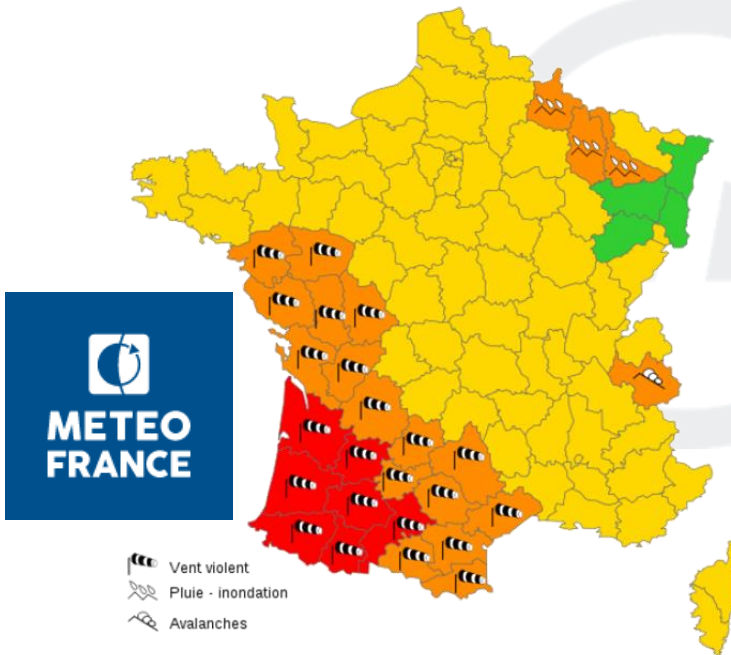 METEO
FRANCE
Vent violent
Pluie - inondation
Avalanches